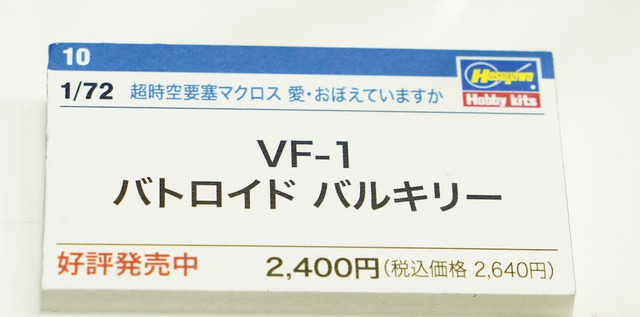 10
1/72 超時空要塞マクロス 愛・おぼえていますか
Hasegawa
Hobby kits
VF-1
バトロイド バルキリー
好評発売中 2,400円(税込価格 2,640円)